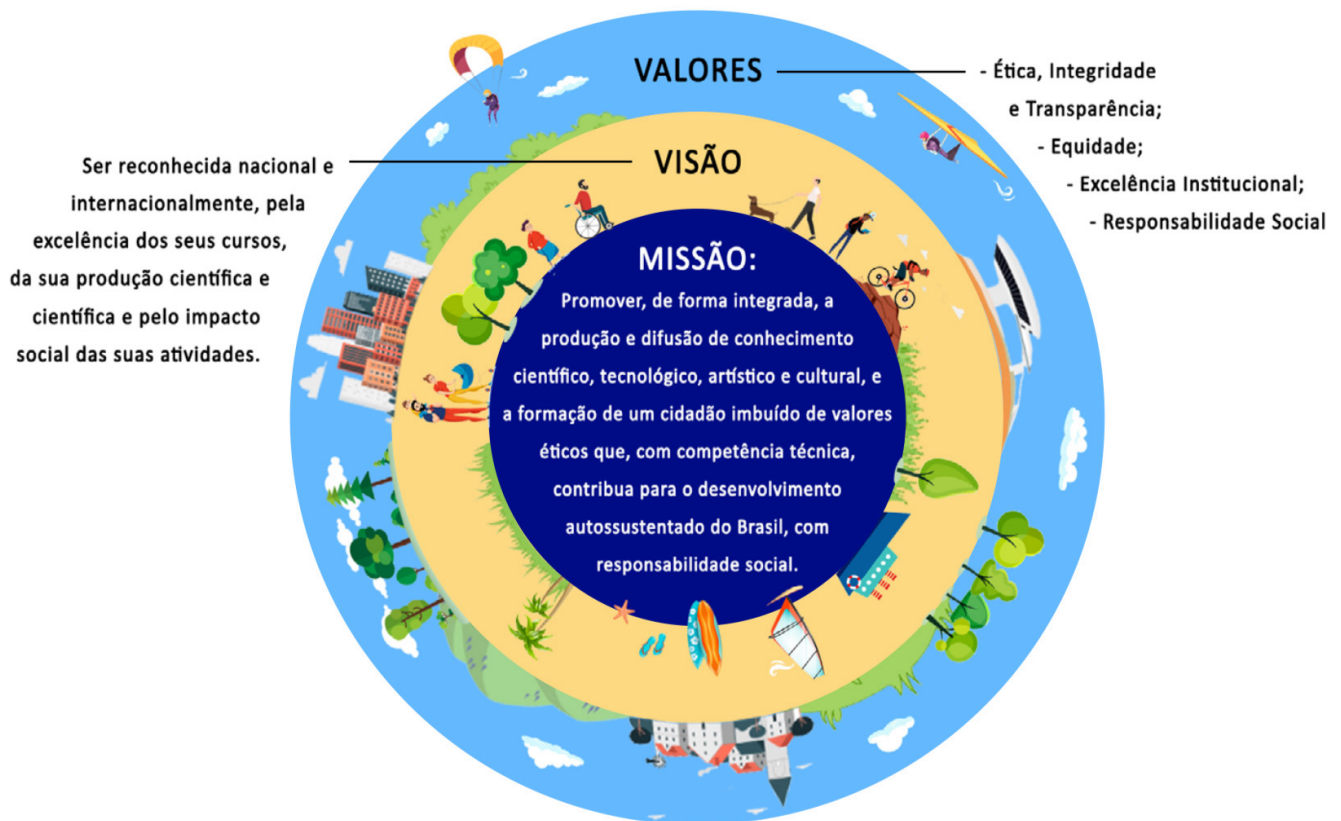 VALORES
- Ética, Integridade
e Transparência;
- Equidade;
- Excelência Institucional;
- Responsabilidade Social
VISÃO
Ser reconhecida nacional e
internacionalmente, pela
excelência dos seus cursos,
da sua produção científica e
científica e pelo impacto
social das suas atividades.
MISSÃO:
Promover, de forma integrada, a
produção e difusão de conhecimento
científico, tecnológico, artístico e cultural, e
a formação de um cidadão imbuído de valores
éticos que, com competência técnica,
contribua para o desenvolvimento
autossustentado do Brasil, com
responsabilidade social.